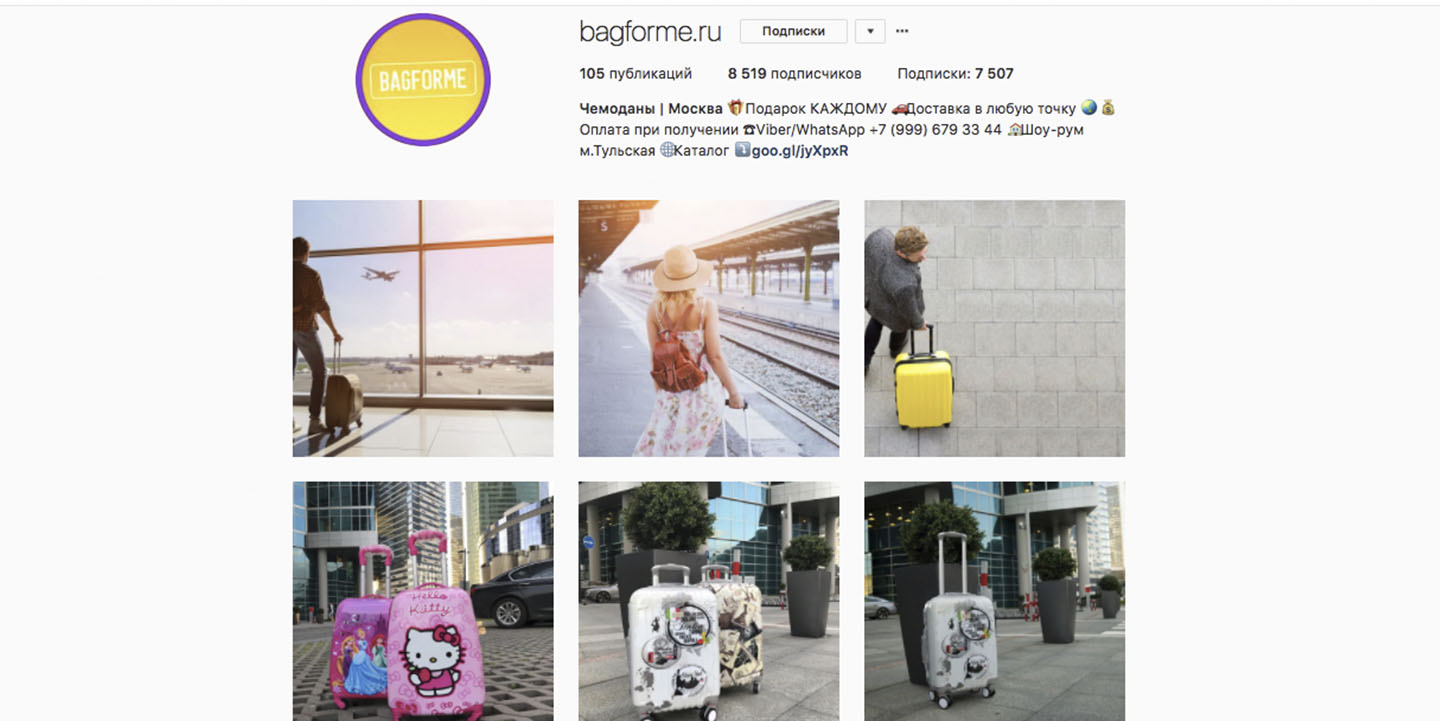 BAGFORME
bagforme.ru Подписки ▼ •••
105 публикаций 8 519 подписчиков Подписки: 7 507
Чемоданы | Москва 🎁Подарок КАЖДОМУ 🚗Доставка в любую точку 🌍 💰
Оплата при получении ☎Viber/WhatsApp +7 (999) 679 33 44 🏠Шоу-рум
м.Тульская 🌐Каталог ⤵goo.gl/jyXpxR
S
Hello
Kitty